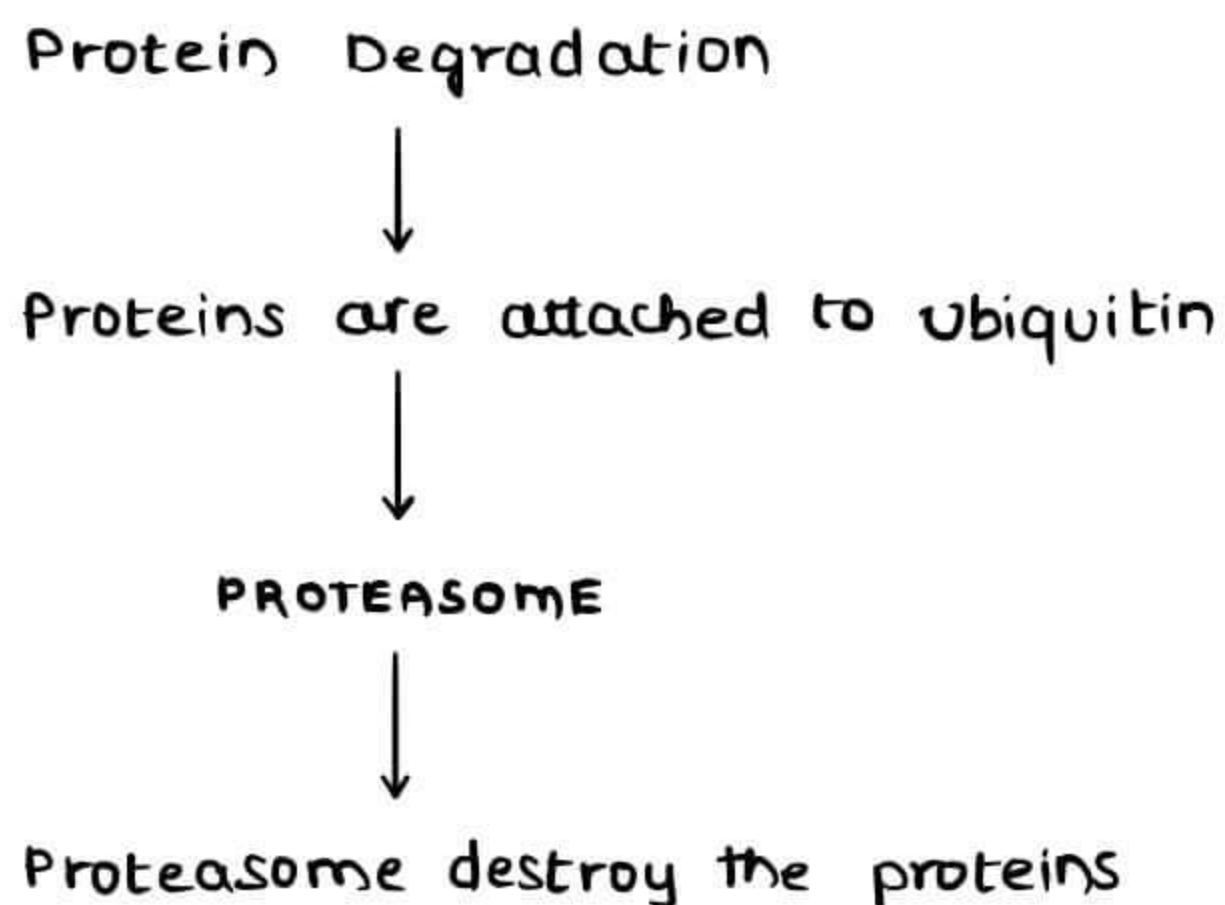 Protein Degradation
Proteins are attached to Ubiquitin
PROTEASOME
Proteasome destroy the proteins